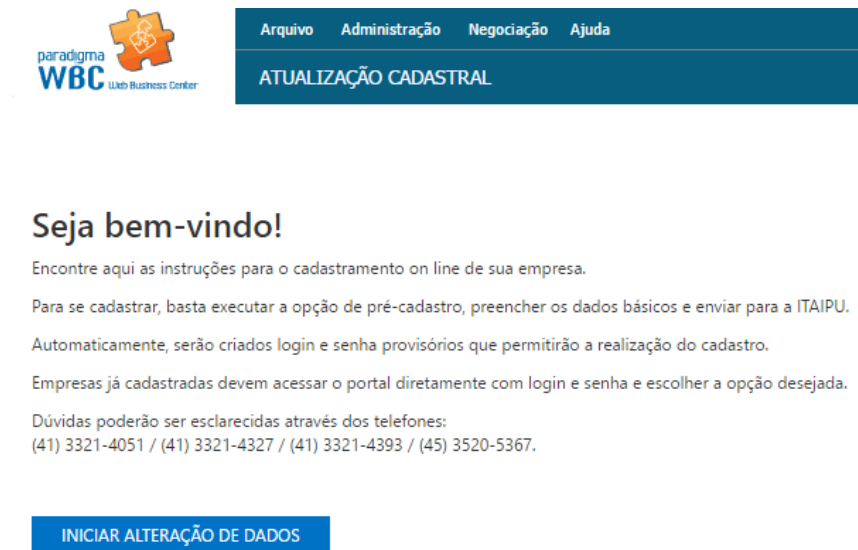 paradigma
WBC Web Business Center
Arquivo Administração Negociação Ajuda
ATUALIZAÇÃO CADASTRAL
Seja bem-vindo!
Encontre aqui as instruções para o cadastramento on line de sua empresa.
Para se cadastrar, basta executar a opção de pré-cadastro, preencher os dados básicos e enviar para a ITAIPU.
Automaticamente, serão criados login e senha provisórios que permitirão a realização do cadastro.
Empresas já cadastradas devem acessar o portal diretamente com login e senha e escolher a opção desejada.
Dúvidas poderão ser esclarecidas através dos telefones:
(41) 3321-4051 / (41) 3321-4327 / (41) 3321-4393 / (45) 3520-5367.
INICIAR ALTERAÇÃO DE DADOS